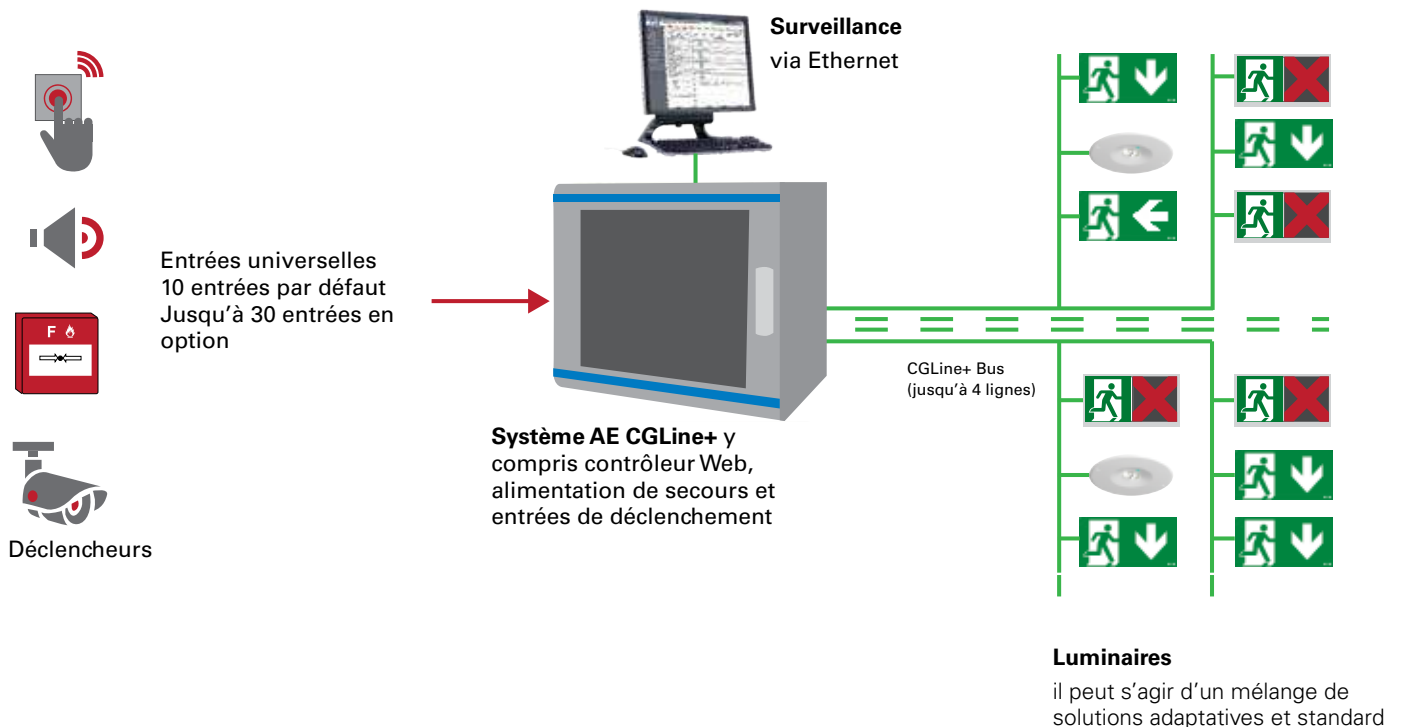 Surveillance
via Ethernet
Entrées universelles
10 entrées par défaut
Jusqu’à 30 entrées en
option
F
Déclencheurs
Système AE CGLine+ y
compris contrôleur Web,
alimentation de secours et
entrées de déclenchement
CGLine+ Bus
(jusqu’à 4 lignes)
Luminaires
il peut s’agir d’un mélange de
solutions adaptatives et standard